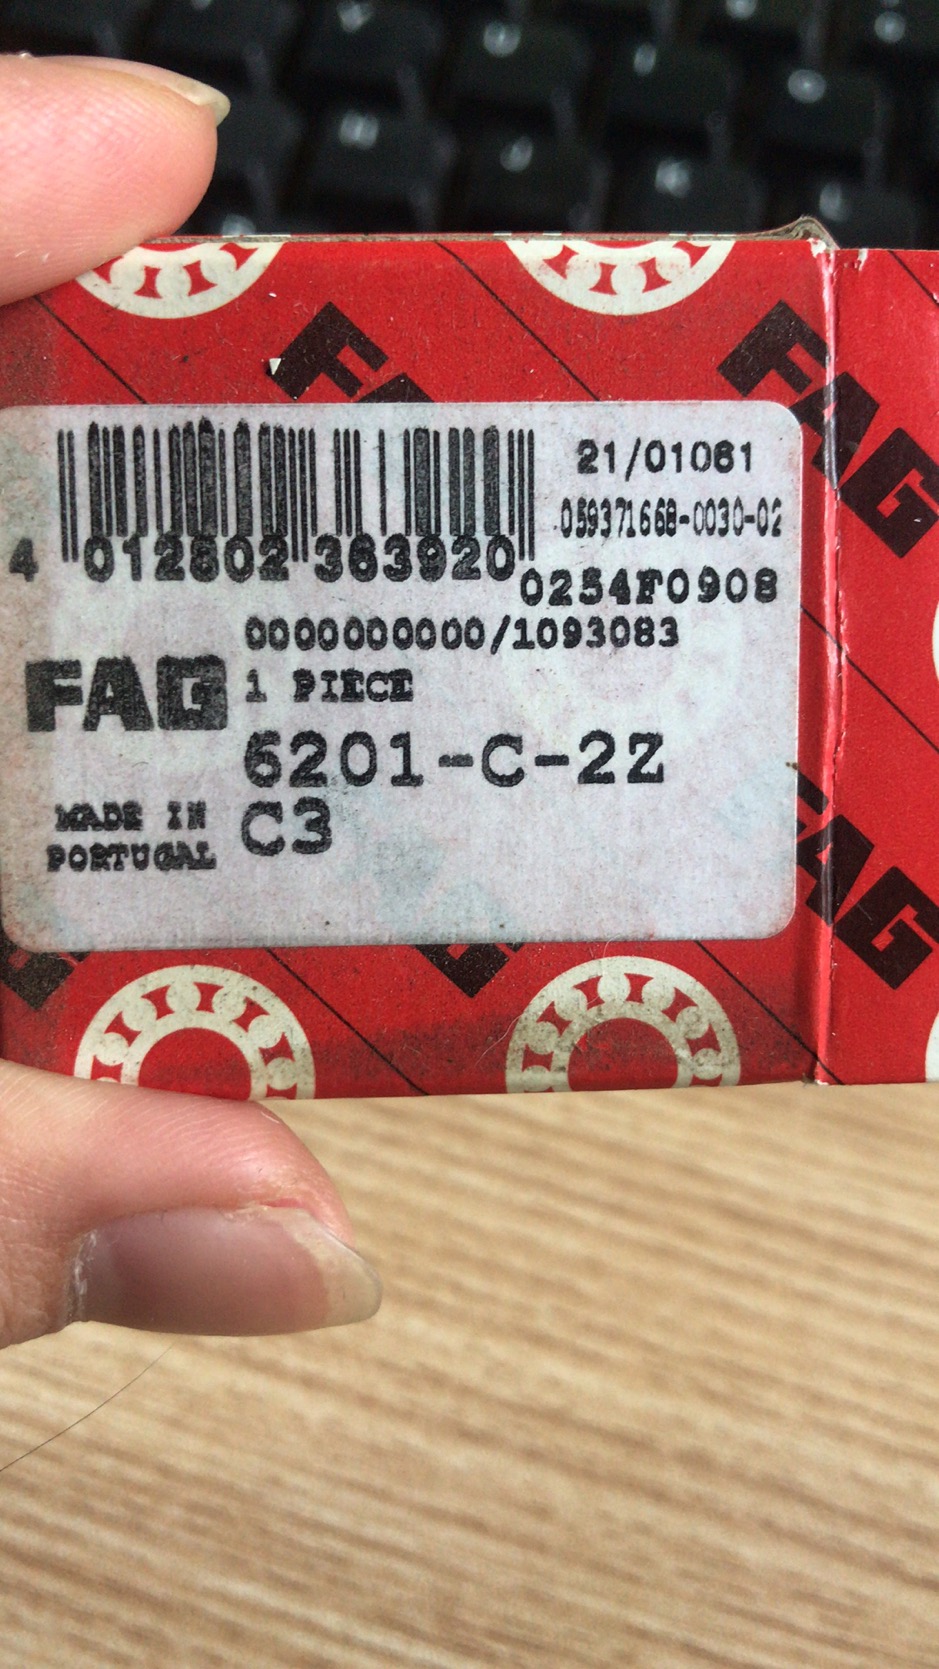 FAG
FAG
21/01081
059371668-0030-02
4 012802 363920
0254F0908
0000000000/1093083
FAG
1 PIECE
6201-C-2Z
MADE IN
PORTUGAL
C3
FAG